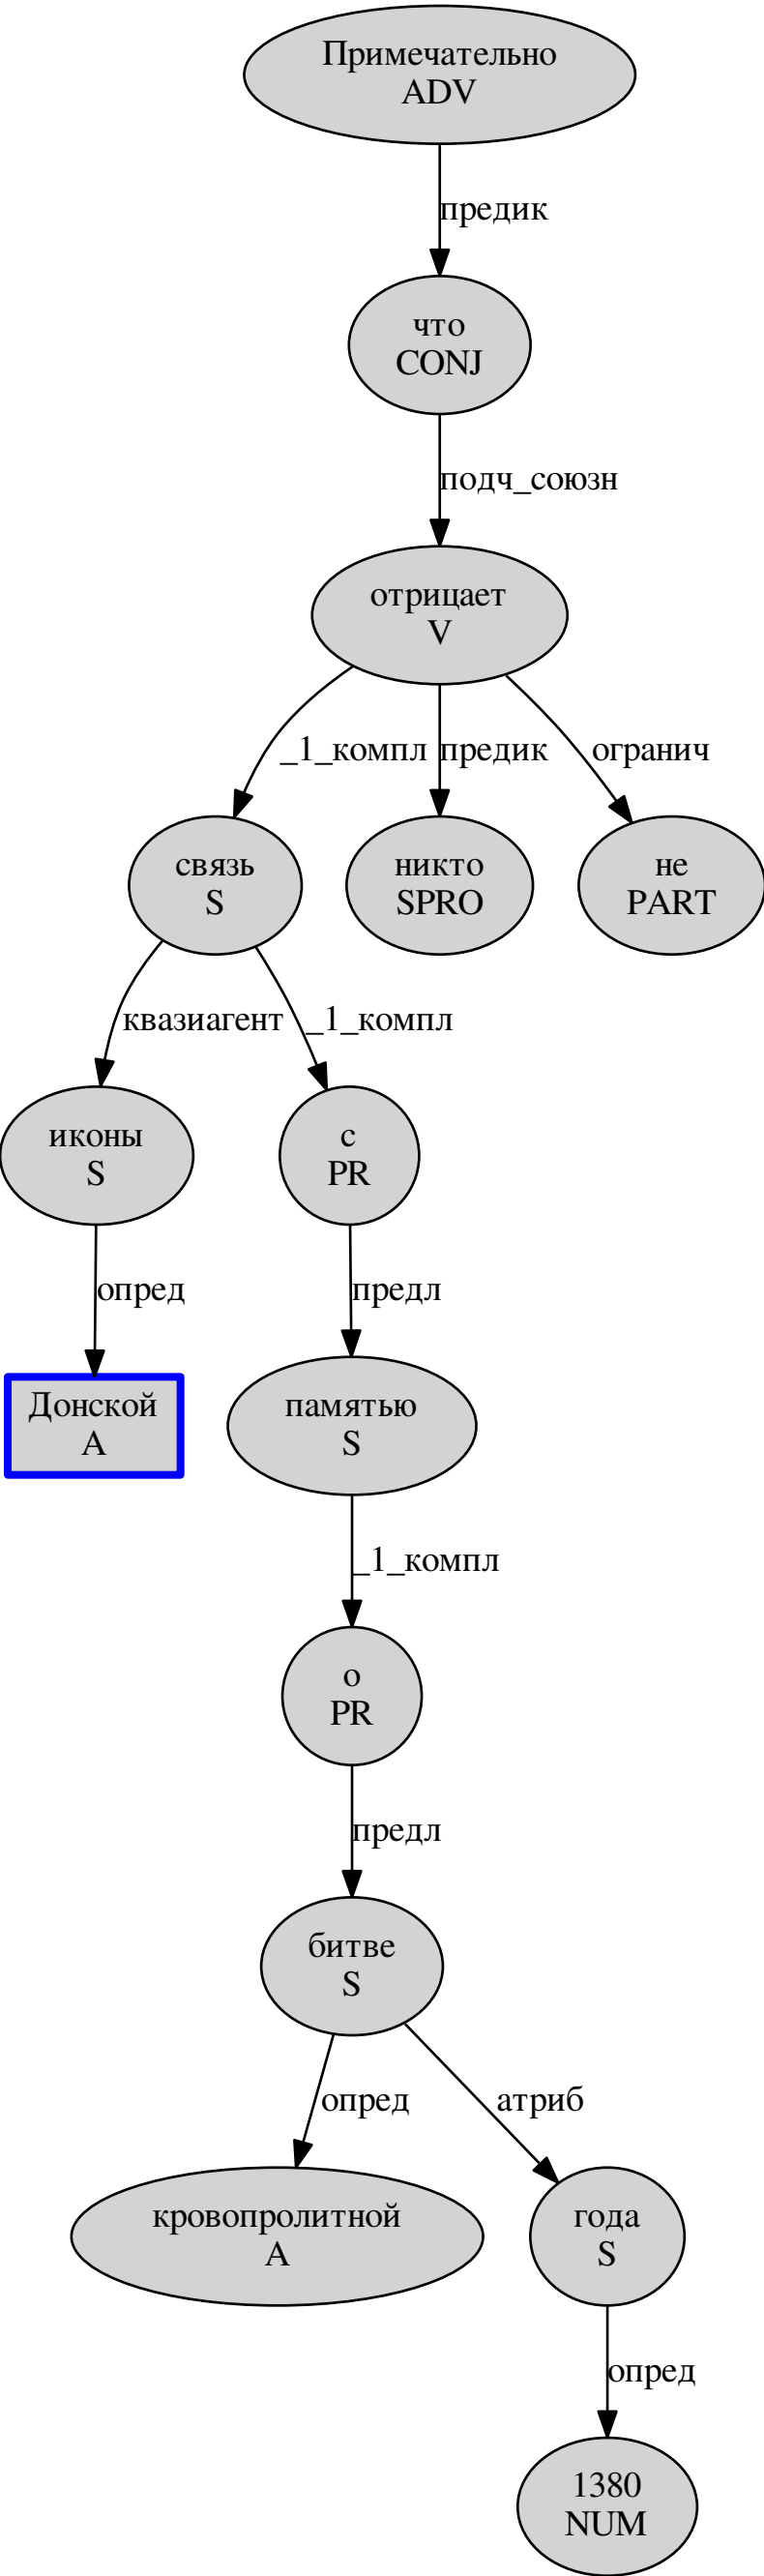 Примечательно
ADV
предик
что
CONJ
подч_союзн
отрицает
V
_1_компл
предик
огранич
связь
S
никто
SPRO
не
PART
квазиагент
_1_компл
иконы
S
с
PR
опред
предл
Донской
A
памятью
S
_1_компл
о
PR
предл
битве
S
опред
атриб
кровопролитной
A
года
S
опред
1380
NUM